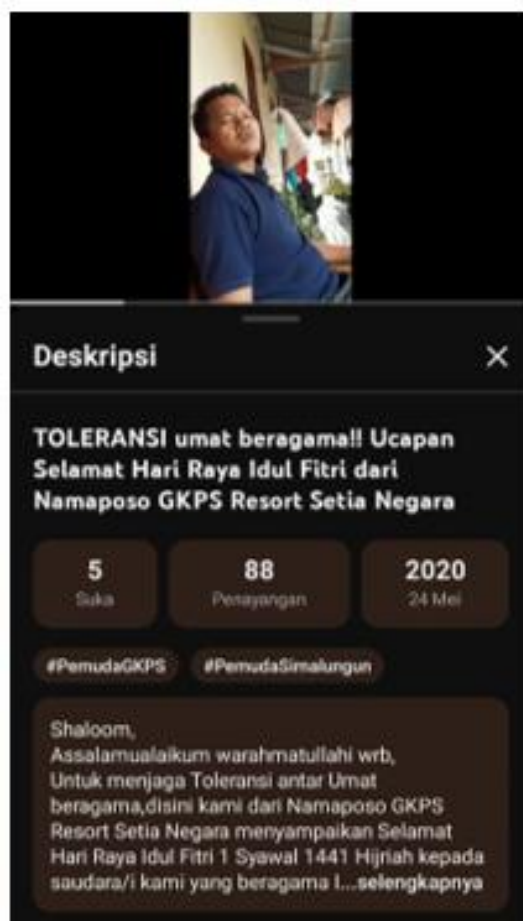 Deskripsi
TOLERANSI umat beragama!! Ucapan
Selamat Hari Raya Idul Fitri dari
Namaposo GKPS Resort Setia Negara
5 88 2020
Suka Penayangan 24 Mei
#PemudaGKPS #PemudaSimalungun
Shaloom,
Assalamualaikum warahmatullahi wrb,
Untuk menjaga Toleransi antar Umat
beragama,disini kami dari Namaposo GKPS
Resort Setia Negara menyampaikan Selamat
Hari Raya Idul Fitri 1 Syawal 1441 Hijriah kepada
saudara/i kami yang beragama I...selengkapnya